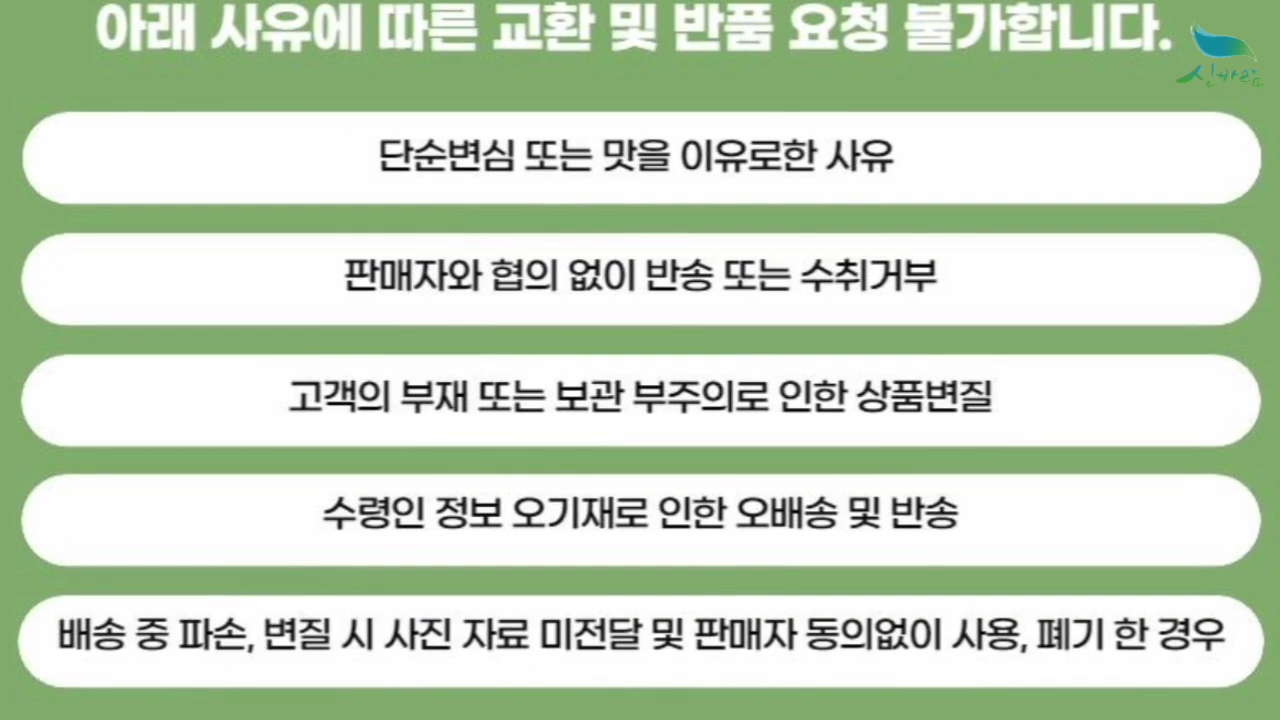 아래 사유에 따른 교환 및 반품 요청 불가합니다.
신바람
단순변심 또는 맛을 이유로한 사유
판매자와 협의 없이 반송 또는 수취거부
고객의 부재 또는 보관 부주의로 인한 상품변질
수령인 정보 오기재로 인한 오배송 및 반송
배송 중 파손, 변질 시 사진 자료 미전달 및 판매자 동의없이 사용, 폐기 한 경우